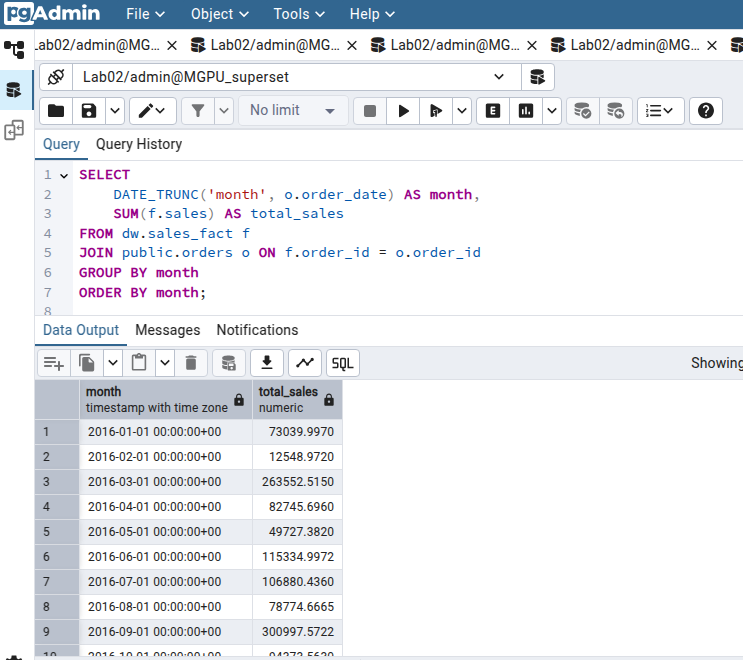 pgAdmin File Object Tools Help
Lab02/admin@MG... Lab02/admin@MG... Lab02/admin@MG... Lab02/admin@MG...
Lab02/admin@MGPU_superset
No limit E
Query Query History
1 SELECT
2 DATE_TRUNC('month', o.order_date) AS month,
3 SUM(f.sales) AS total_sales
4 FROM dw.sales_fact f
5 JOIN public.orders o ON f.order_id = o.order_id
6 GROUP BY month
7 ORDER BY month;
8
Data Output Messages Notifications
SQL Showing
month total_sales
timestamp with time zone numeric
1 2016-01-01 00:00:00+00 73039.9970
2 2016-02-01 00:00:00+00 12548.9720
3 2016-03-01 00:00:00+00 263552.5150
4 2016-04-01 00:00:00+00 82745.6960
5 2016-05-01 00:00:00+00 49727.3820
6 2016-06-01 00:00:00+00 115334.9972
7 2016-07-01 00:00:00+00 106880.4360
8 2016-08-01 00:00:00+00 78774.6665
9 2016-09-01 00:00:00+00 300997.5722
10 2016-10-01 00:00:00+00